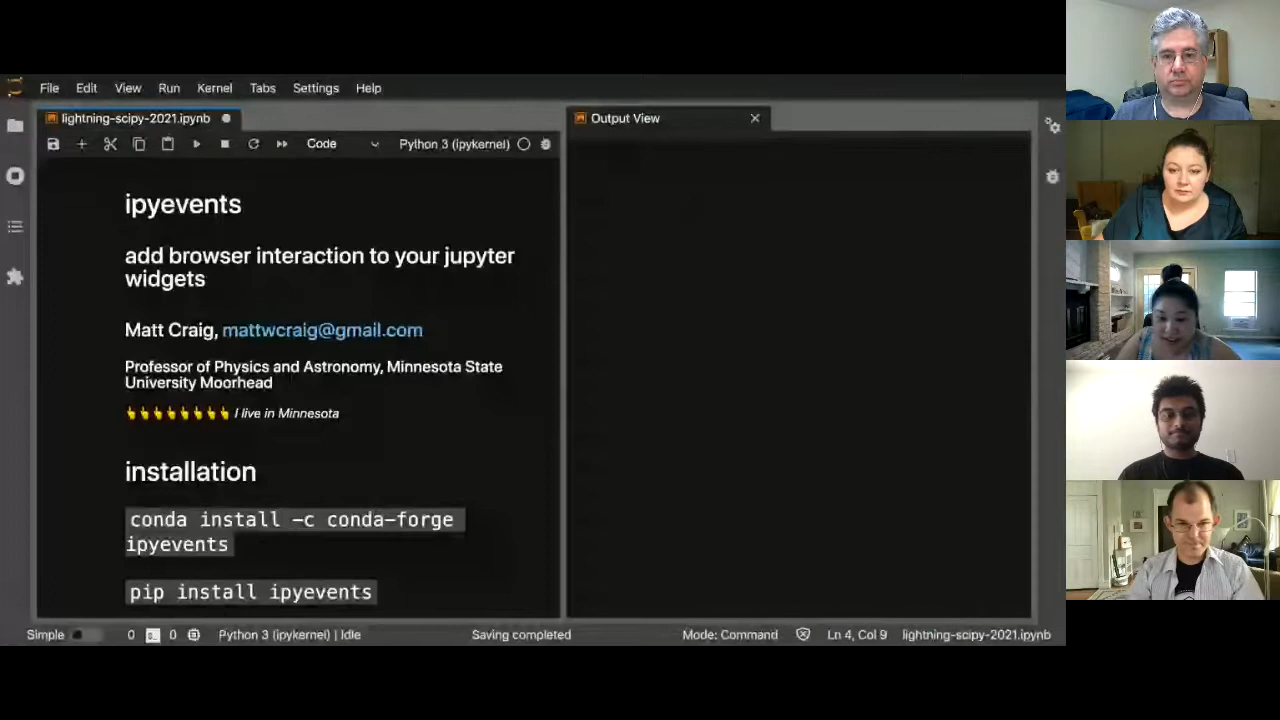 File Edit View Run Kernel Tabs Settings Help
lightning-scipy-2021.ipynb
Output View
Code
Python 3 (ipykernel)
ipyevents
add browser interaction to your jupyter
widgets
Matt Craig, mattwcraig@gmail.com
Professor of Physics and Astronomy, Minnesota State
University Moorhead
👆👆👆👆👆👆👆👆 I live in Minnesota
installation
conda install -c conda-forge
ipyevents
pip install ipyevents
Simple 0 0 Python 3 (ipykernel) | Idle Saving completed Mode: Command Ln 4, Col 9 lightning-scipy-2021.ipynb